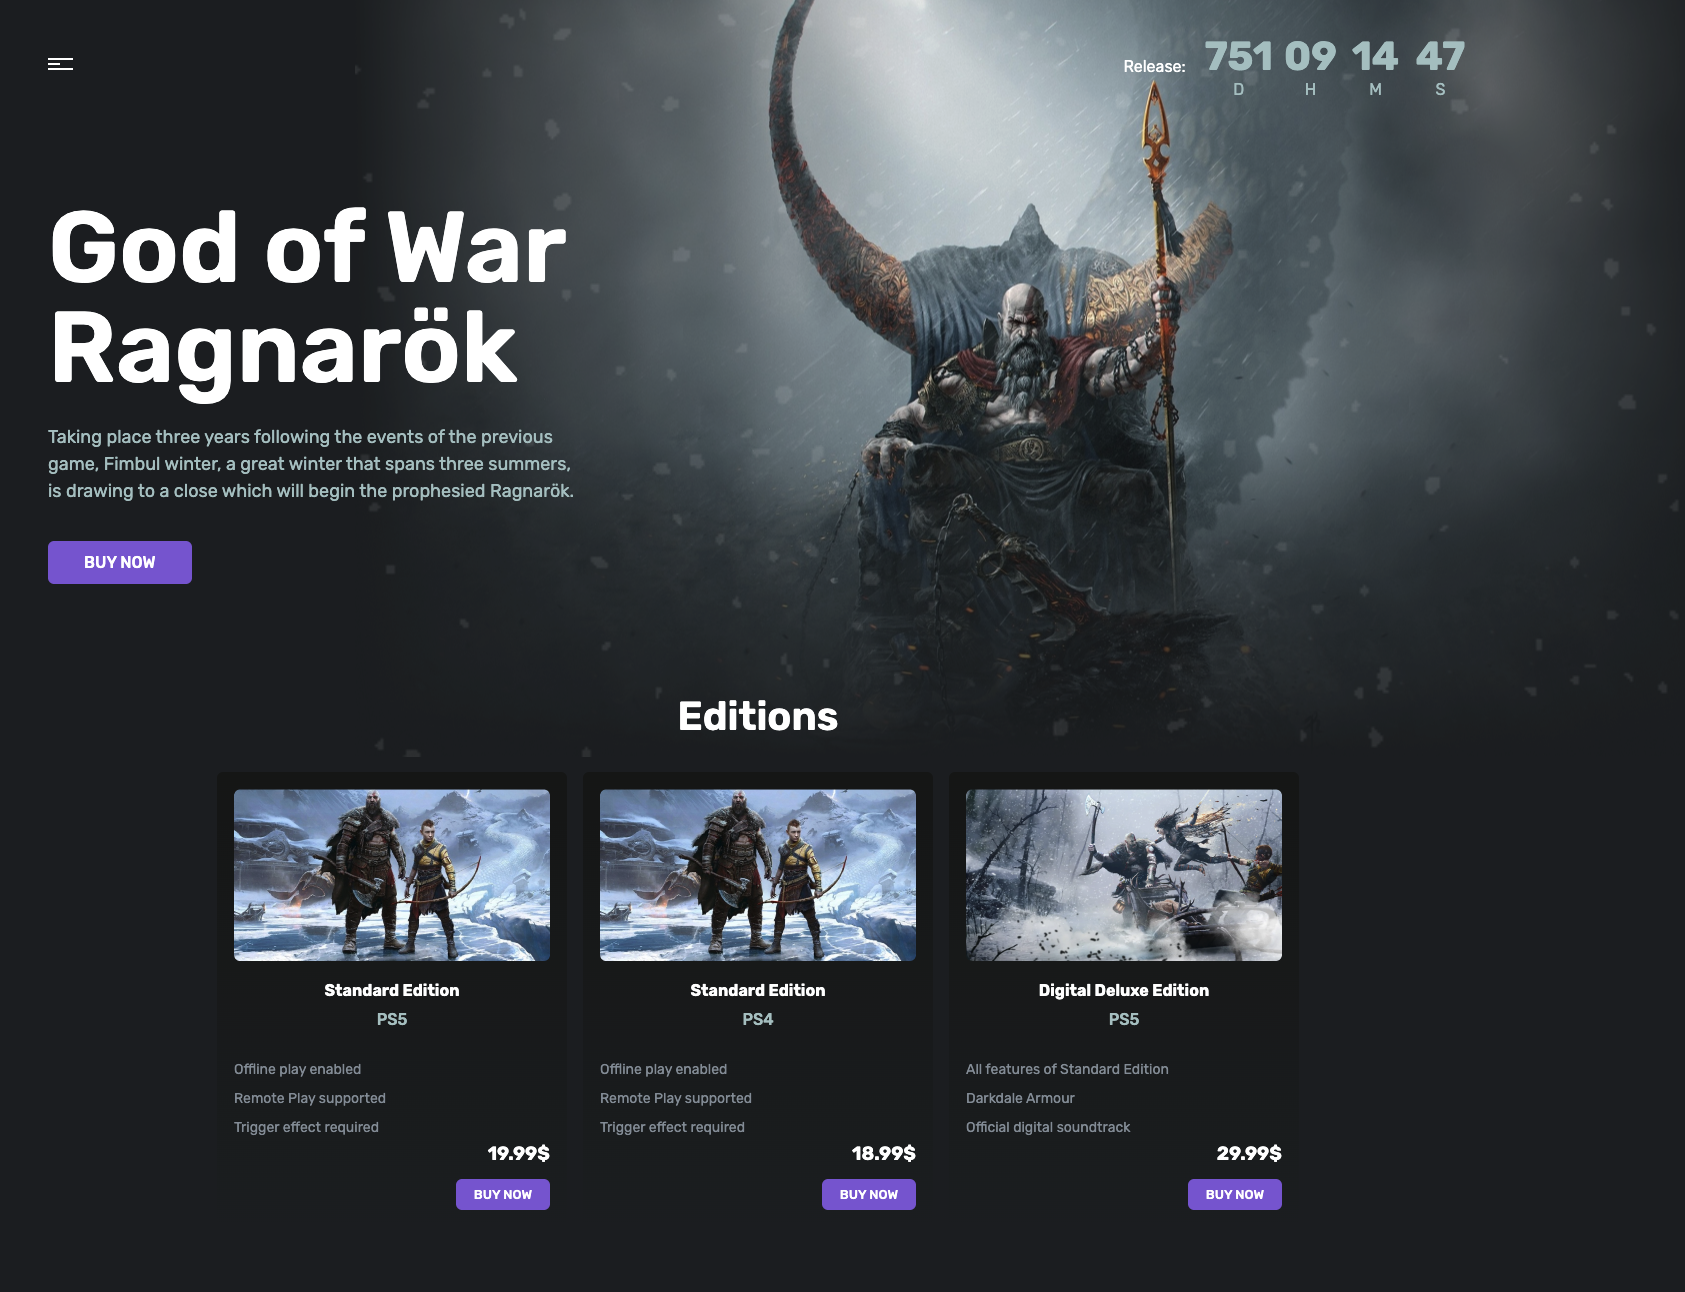 Release:
751 09 14 47
D H M S
God of War
Ragnarök
Taking place three years following the events of the previous
game, Fimbul winter, a great winter that spans three summers,
is drawing to a close which will begin the prophesied Ragnarök.
BUY NOW
Editions
Standard Edition
PS5
Offline play enabled
Remote Play supported
Trigger effect required
19.99$
BUY NOW
Standard Edition
PS4
Offline play enabled
Remote Play supported
Trigger effect required
18.99$
BUY NOW
Digital Deluxe Edition
PS5
All features of Standard Edition
Darkdale Armour
Official digital soundtrack
29.99$
BUY NOW